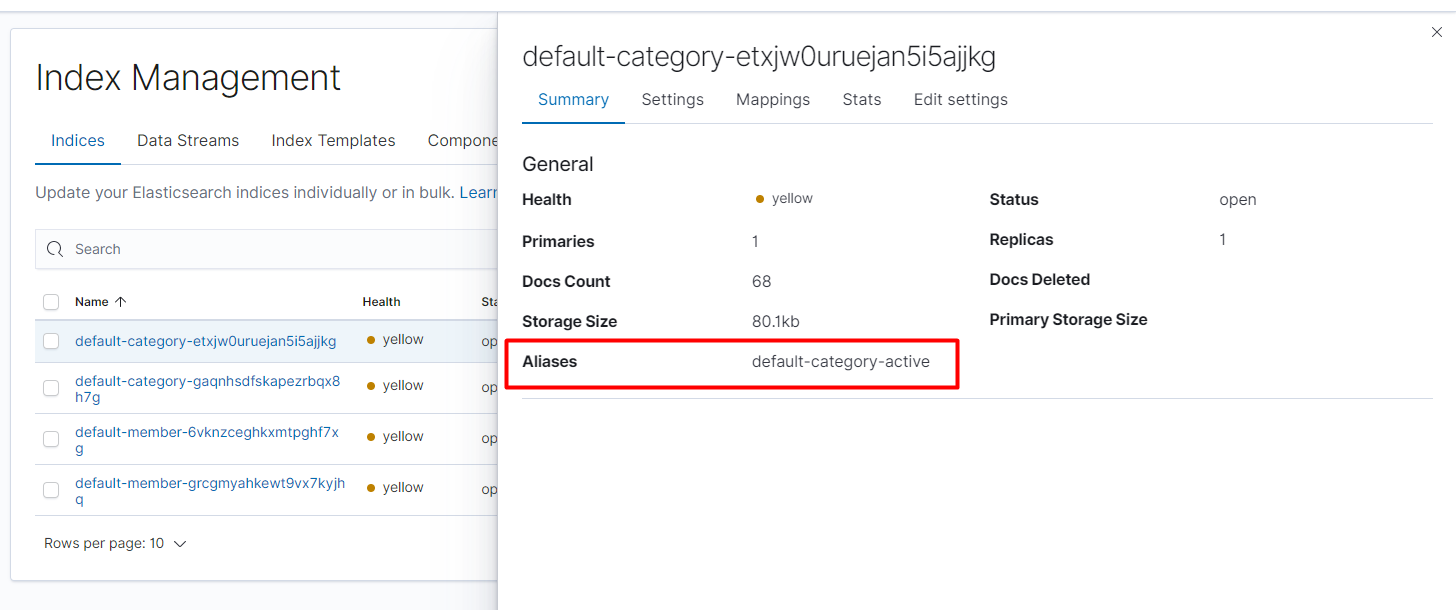 Index Management
Indices Data Streams Index Templates Compone
Update your Elasticsearch indices individually or in bulk. Learn
Search
Name Health Sta
default-category-etxjw0uruejan5i5ajjkg yellow op
default-category-gaqnhsdfskapezrbqx8
h7g yellow op
default-member-6vknzceghkxmtpghf7x
g yellow op
default-member-grcgmyahkewt9vx7kyjh
q yellow op
Rows per page: 10
default-category-etxjw0uruejan5i5ajjkg
Summary Settings Mappings Stats Edit settings
General
Health yellow Status open
Primaries 1 Replicas 1
Docs Count 68 Docs Deleted
Storage Size 80.1kb Primary Storage Size
Aliases default-category-active